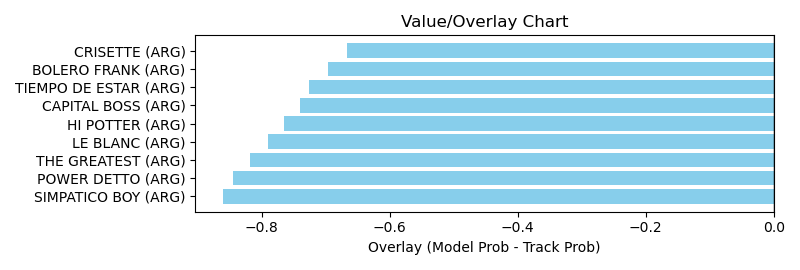 Value/Overlay Chart
CRISETTE (ARG)
BOLERO FRANK (ARG)
TIEMPO DE ESTAR (ARG)
CAPITAL BOSS (ARG)
HI POTTER (ARG)
LE BLANC (ARG)
THE GREATEST (ARG)
POWER DETTO (ARG)
SIMPATICO BOY (ARG)
−0.8 −0.6 −0.4 −0.2 0.0
Overlay (Model Prob - Track Prob)